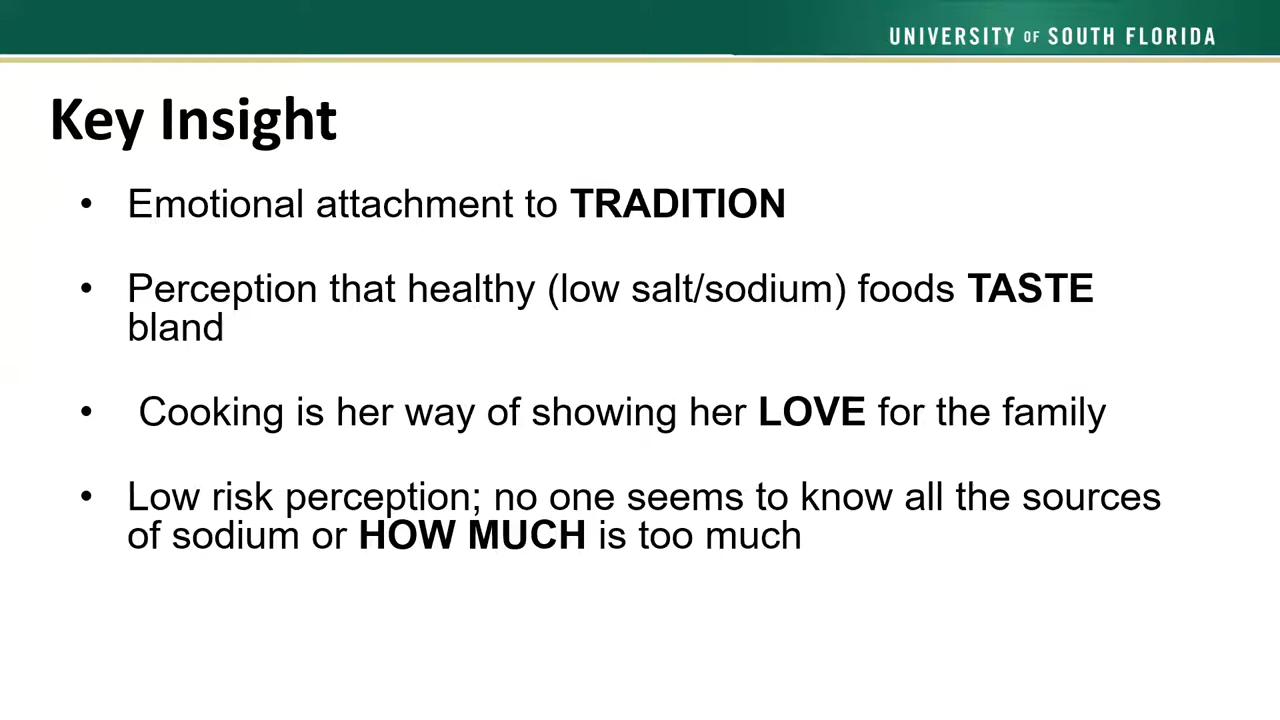 UNIVERSITY OF SOUTH FLORIDA
Key Insight
• Emotional attachment to TRADITION
• Perception that healthy (low salt/sodium) foods TASTE
bland
• Cooking is her way of showing her LOVE for the family
• Low risk perception; no one seems to know all the sources
of sodium or HOW MUCH is too much